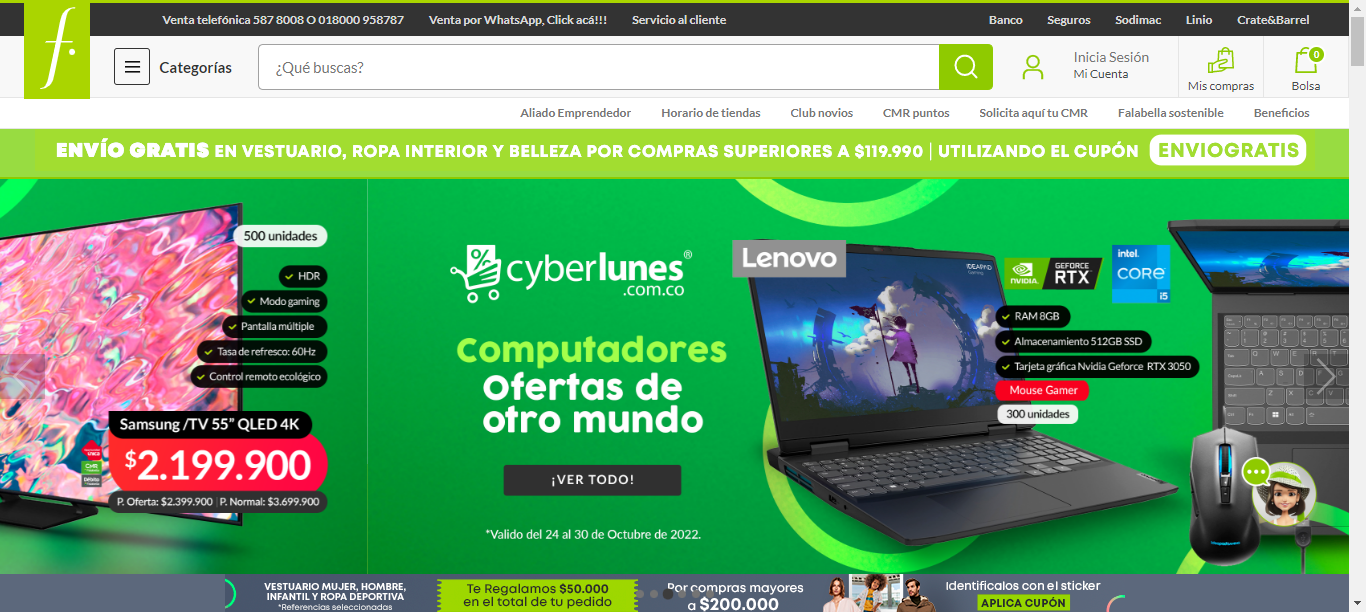 Venta telefónica 587 8008 O 018000 958787
Venta por WhatsApp, Click acá!!!
Servicio al cliente
Banco
Seguros
Sodimac
Linio
Crate&Barrel
f.
Categorías
¿Qué buscas?
Inicia Sesión
Mi Cuenta
Mis compras
0
Bolsa
Aliado Emprendedor
Horario de tiendas
Club novios
CMR puntos
Solicita aquí tu CMR
Falabella sostenible
Beneficios
ENVÍO GRATIS EN VESTUARIO, ROPA INTERIOR Y BELLEZA POR COMPRAS SUPERIORES A $119.990 | UTILIZANDO EL CUPÓN ENVIOGRATIS
500 unidades
HDR
Modo gaming
Pantalla múltiple
Tasa de refresco: 60Hz
Control remoto ecológico
Samsung /TV 55" QLED 4K
$2.199.900
P. Oferta: $2.399.900 | P. Normal: $3.699.900
cyberlunes®
.com.co
Computadores
Ofertas de
otro mundo
¡VER TODO!
*Valido del 24 al 30 de Octubre de 2022.
Lenovo
IDEAPAD
NVIDIA.
GEFORCE
RTX
intel.
CORE
i5
RAM 8GB
Almacenamiento 512GB SSD
Tarjeta gráfica Nvidia Geforce RTX 3050
Mouse Gamer
300 unidades
VESTUARIO MUJER, HOMBRE,
INFANTIL Y ROPA DEPORTIVA
*Referencias seleccionadas
Te Regalamos $50.000
en el total de tu pedido
Por compras mayores
a $200.000
Identificalos con el sticker
APLICA CUPÓN